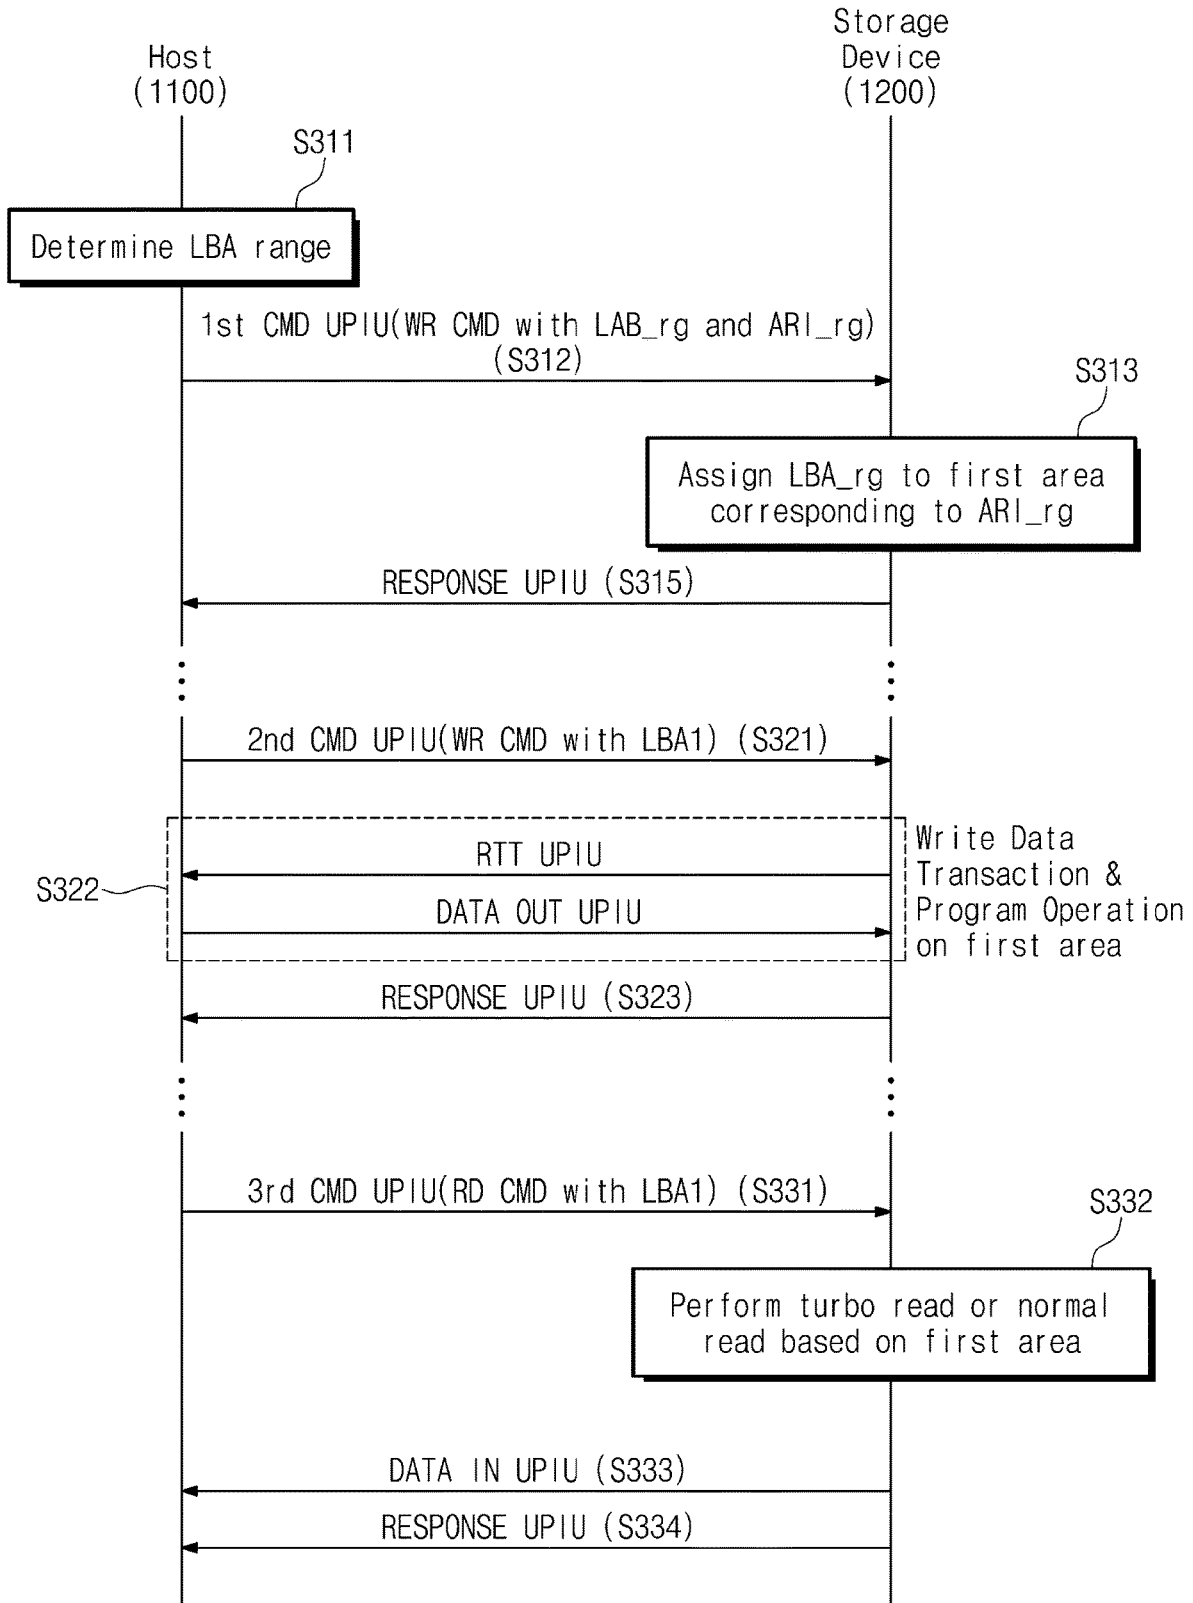 Host
(1100)
Storage
Device
(1200)
S311
Determine LBA range
1st CMD UPIU(WR CMD with LAB_rg and ARI_rg)
(S312)
S313
Assign LBA_rg to first area
corresponding to ARI_rg
RESPONSE UPIU (S315)
2nd CMD UPIU(WR CMD with LBA1) (S321)
S322
RTT UPIU
DATA OUT UPIU
Write Data
Transaction &
Program Operation
on first area
RESPONSE UPIU (S323)
3rd CMD UPIU(RD CMD with LBA1) (S331)
S332
Perform turbo read or normal
read based on first area
DATA IN UPIU (S333)
RESPONSE UPIU (S334)